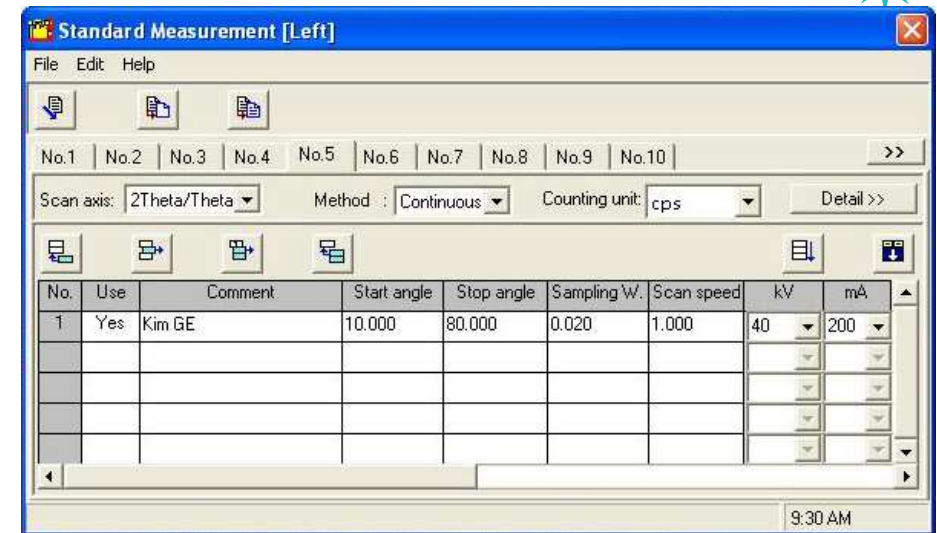 Standard Measurement [Left]
File Edit Help
No.1 No.2 No.3 No.4 No.5 No.6 No.7 No.8 No.9 No.10 >>
Scan axis: 2Theta/Theta Method : Continuous Counting unit: cps Detail >>
No. Use Comment Start angle Stop angle Sampling W. Scan speed kV mA
1 Yes Kim GE 10.000 80.000 0.020 1.000 40 200
9:30 AM